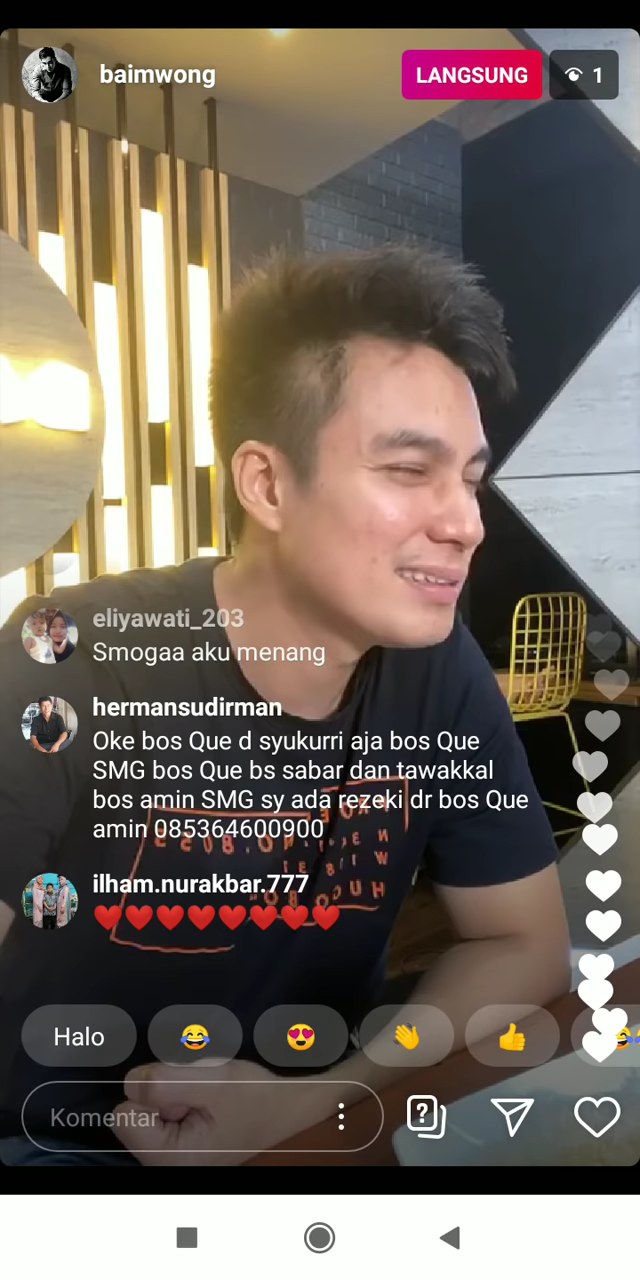 baimwong
LANGSUNG
1
eliyawati_203
Smogaa aku menang
hermansudirman
Oke bos Que d syukurri aja bos Que
SMG bos Que bs sabar dan tawakkal
bos amin SMG sy ada rezeki dr bos Que
amin 085364600900
ilham.nurakbar.777
❤️❤️❤️❤️❤️❤️❤️❤️
Halo 😂 😍 👋 👍 😂
Komentar